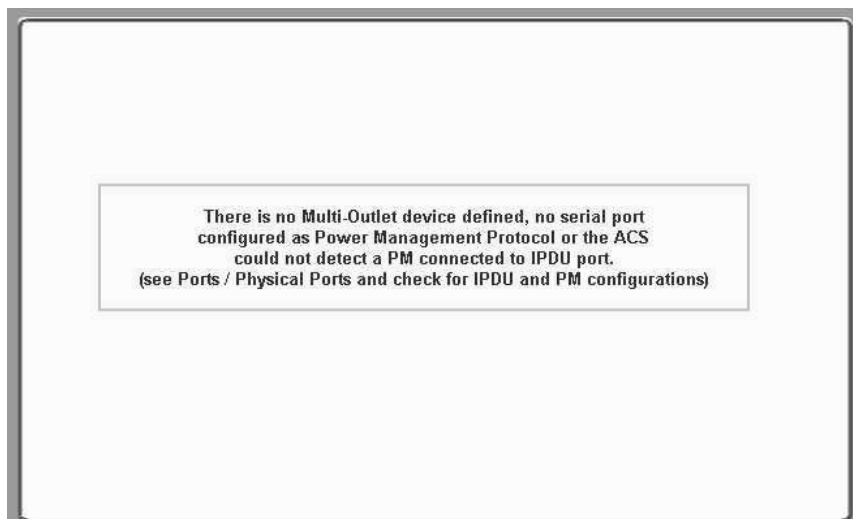 There is no Multi-Outlet device defined, no serial port
configured as Power Management Protocol or the ACS
could not detect a PM connected to IPDU port.
(see Ports / Physical Ports and check for IPDU and PM configurations)